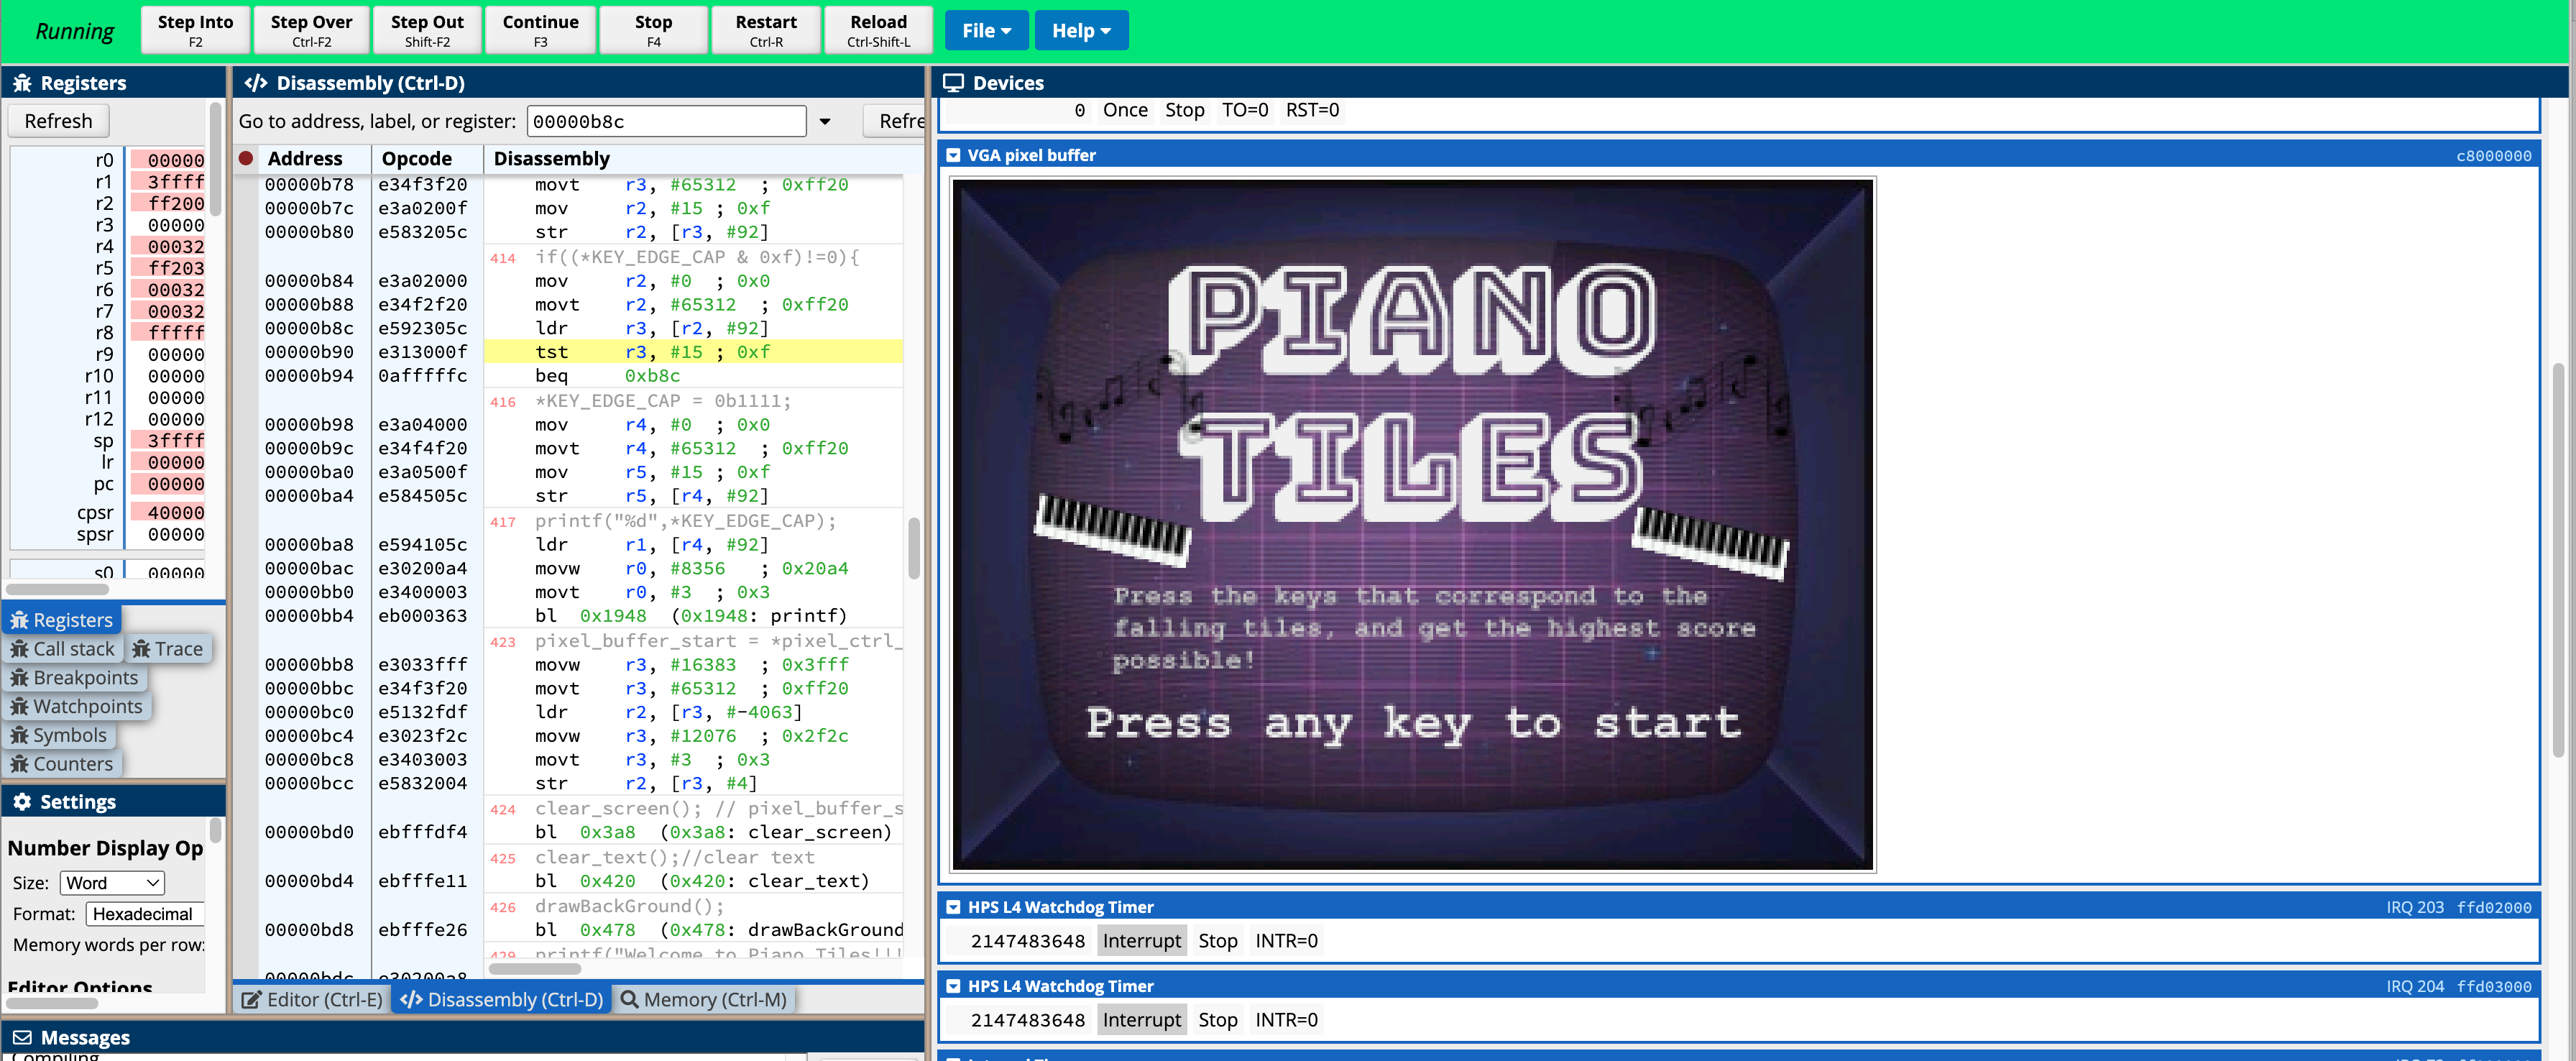 Running
Step Into
F2
Step Over
Ctrl-F2
Step Out
Shift-F2
Continue
F3
Stop
F4
Restart
Ctrl-R
Reload
Ctrl-Shift-L
File
Help
Registers
Refresh
r0 00000
r1 3ffff
r2 ff200
r3 00000
r4 00032
r5 ff203
r6 00032
r7 00032
r8 fffff
r9 00000
r10 00000
r11 00000
r12 00000
sp 3ffff
lr 00000
pc 00000
cpsr 40000
spsr 00000
s0 00000
Registers
Call stack Trace
Breakpoints
Watchpoints
Symbols
Counters
Settings
Number Display Op
Size: Word
Format: Hexadecimal
Memory words per row:
Editor Options
Disassembly (Ctrl-D)
Go to address, label, or register: 00000b8c Refre
Address Opcode Disassembly
00000b78 e34f3f20 movt r3, #65312 ; 0xff20
00000b7c e3a0200f mov r2, #15 ; 0xf
00000b80 e583205c str r2, [r3, #92]
414 if((*KEY_EDGE_CAP & 0xf)!=0){
00000b84 e3a02000 mov r2, #0 ; 0x0
00000b88 e34f2f20 movt r2, #65312 ; 0xff20
00000b8c e592305c ldr r3, [r2, #92]
00000b90 e313000f tst r3, #15 ; 0xf
00000b94 0afffffc beq 0xb8c
416 *KEY_EDGE_CAP = 0b1111;
00000b98 e3a04000 mov r4, #0 ; 0x0
00000b9c e34f4f20 movt r4, #65312 ; 0xff20
00000ba0 e3a0500f mov r5, #15 ; 0xf
00000ba4 e584505c str r5, [r4, #92]
417 printf("%d",*KEY_EDGE_CAP);
00000ba8 e594105c ldr r1, [r4, #92]
00000bac e30200a4 movw r0, #8356 ; 0x20a4
00000bb0 e3400003 movt r0, #3 ; 0x3
00000bb4 eb000363 bl 0x1948 (0x1948: printf)
423 pixel_buffer_start = *pixel_ctrl_
00000bb8 e3033fff movw r3, #16383 ; 0x3fff
00000bbc e34f3f20 movt r3, #65312 ; 0xff20
00000bc0 e5132fdf ldr r2, [r3, #-4063]
00000bc4 e3023f2c movw r3, #12076 ; 0x2f2c
00000bc8 e3403003 movt r3, #3 ; 0x3
00000bcc e5832004 str r2, [r3, #4]
424 clear_screen(); // pixel_buffer_s
00000bd0 ebfffdf4 bl 0x3a8 (0x3a8: clear_screen)
425 clear_text();//clear text
00000bd4 ebfffe11 bl 0x420 (0x420: clear_text)
426 drawBackGround();
00000bd8 ebfffe26 bl 0x478 (0x478: drawBackGround
429 printf("Welcome to Piano Tiles!!!
00000bdc e30200a8
Editor (Ctrl-E) Disassembly (Ctrl-D) Memory (Ctrl-M)
Messages
Compiling
Devices
0 Once Stop TO=0 RST=0
VGA pixel buffer c8000000
PIANO
TILES
Press the keys that correspond to the
falling tiles, and get the highest score
possible!
Press any key to start
HPS L4 Watchdog Timer IRQ 203 ffd02000
2147483648 Interrupt Stop INTR=0
HPS L4 Watchdog Timer IRQ 204 ffd03000
2147483648 Interrupt Stop INTR=0